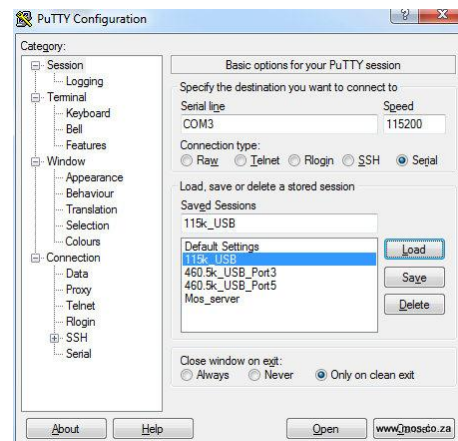 PuTTY Configuration
Category:
Session
Logging
Terminal
Keyboard
Bell
Features
Window
Appearance
Behaviour
Translation
Selection
Colours
Connection
Data
Proxy
Telnet
Rlogin
SSH
Serial
Basic options for your PuTTY session
Specify the destination you want to connect to
Serial line Speed
COM3 115200
Connection type:
Raw Telnet Rlogin SSH Serial
Load, save or delete a stored session
Saved Sessions
115k_USB
Default Settings
115k_USB
460.5k_USB_Port3
460.5k_USB_Port5
Mos_server
Load
Save
Delete
Close window on exit:
Always Never Only on clean exit
About Help Open